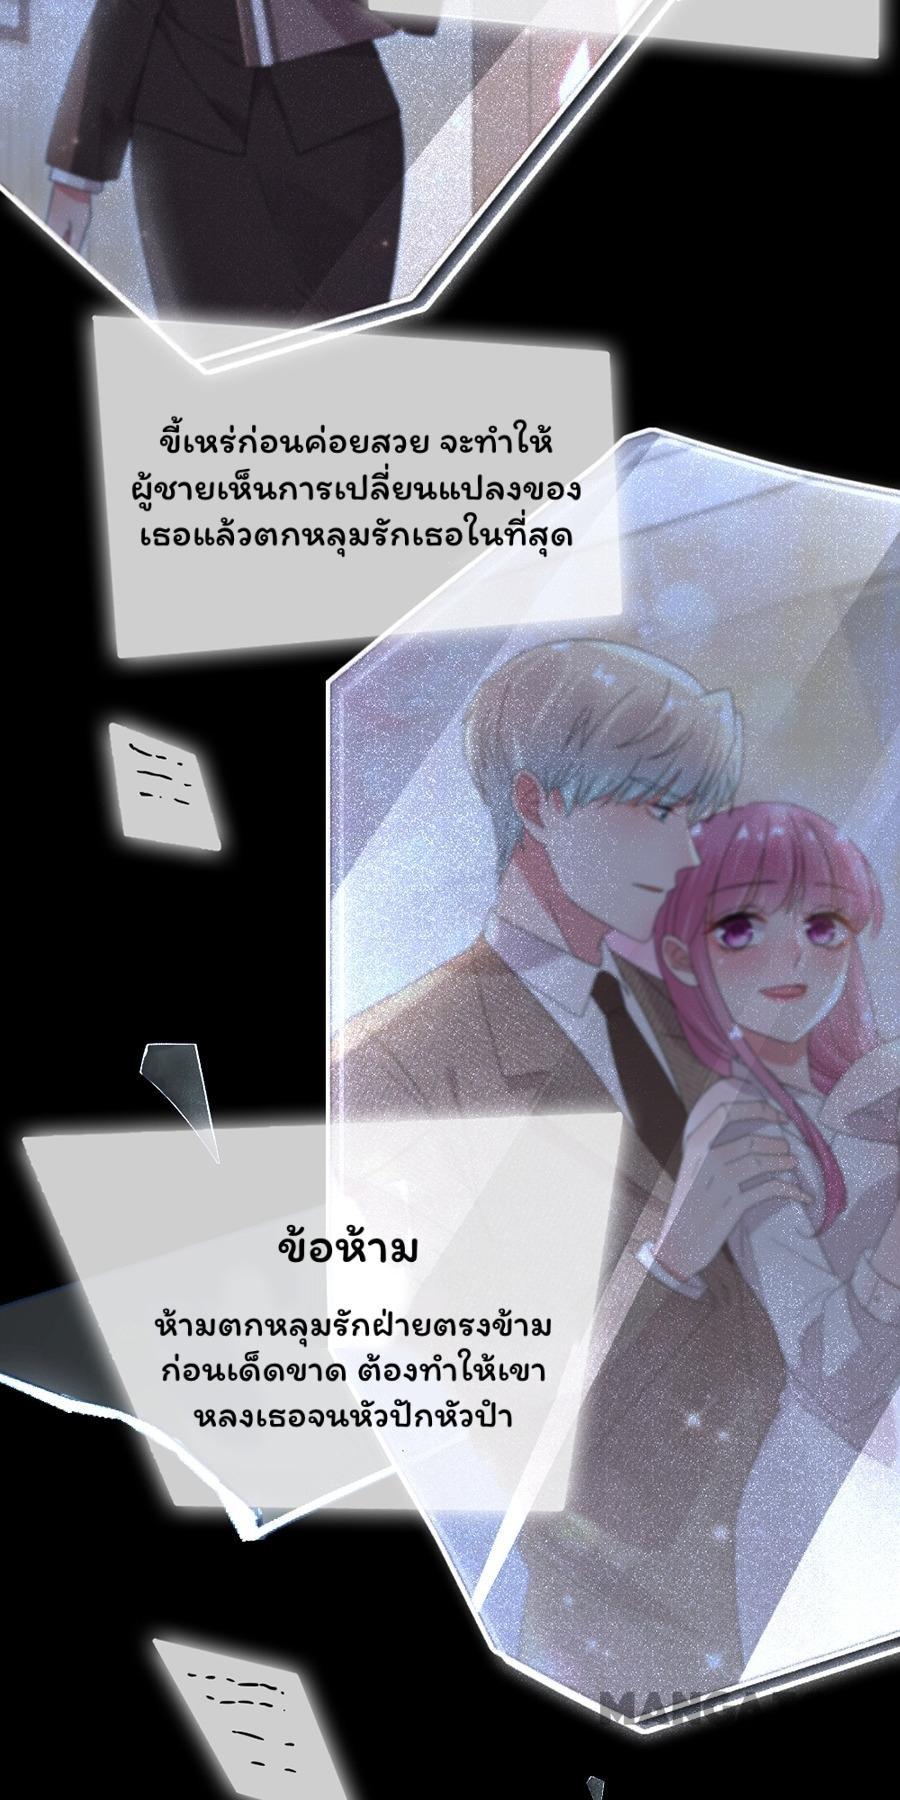 ขี้เหร่ก่อนค่อยสวย จะทำให้
ผู้ชายเห็นการเปลี่ยนแปลงของ
เธอแล้วตกหลุมรักเธอในที่สุด
ข้อห้าม
ห้ามตกหลุมรักฝ่ายตรงข้าม
ก่อนเด็ดขาด ต้องทำให้เขา
หลงเธอจนหัวปักหัวปำ